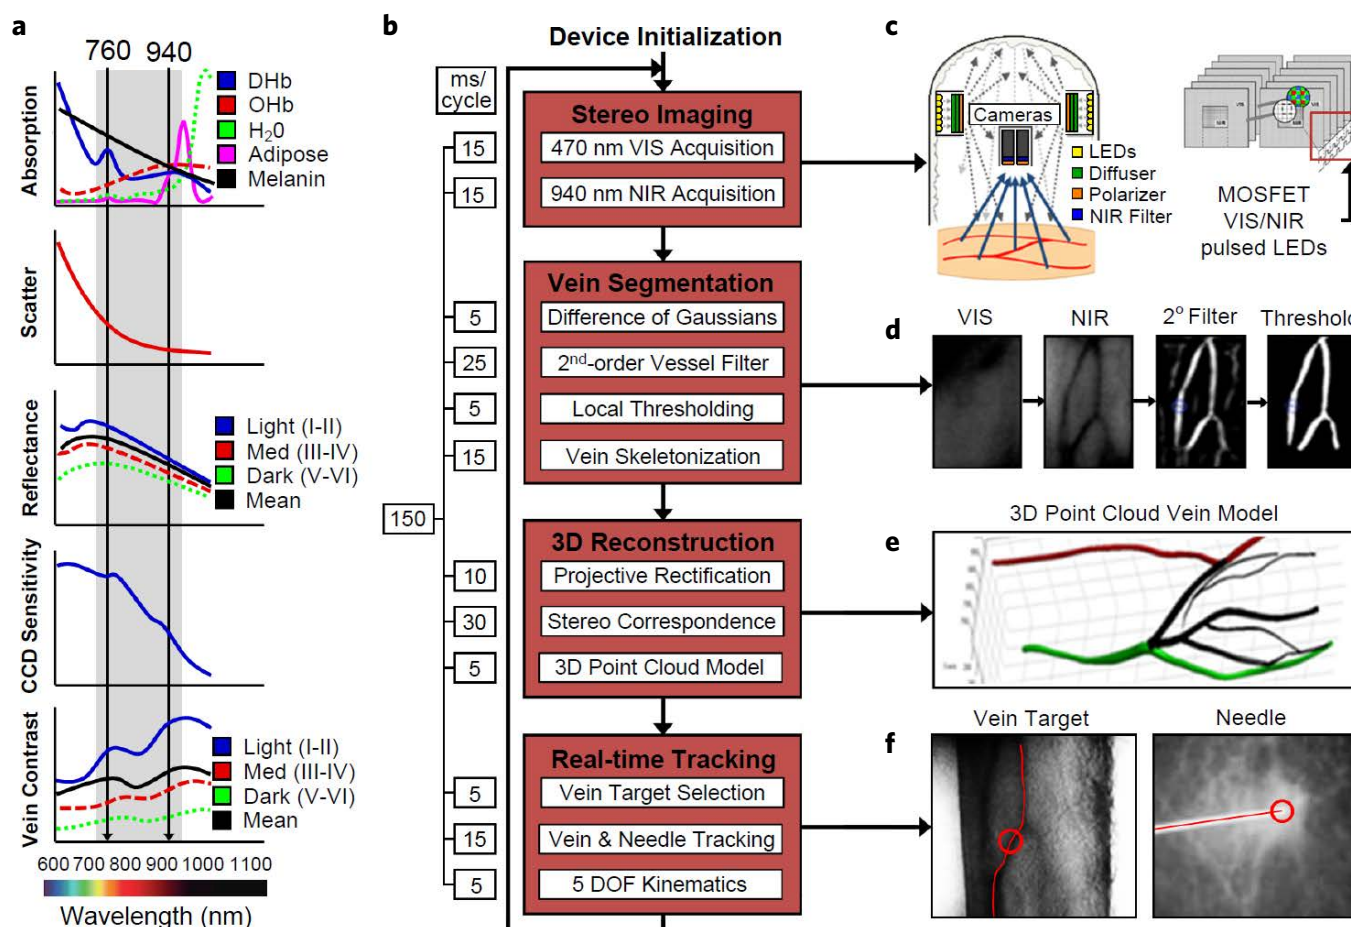 a
760 940
Absorption
DHb
OHb
H20
Adipose
Melanin
Scatter
Reflectance
Light (I-II)
Med (III-IV)
Dark (V-VI)
Mean
CCD Sensitivity
Vein Contrast
Light (I-II)
Med (III-IV)
Dark (V-VI)
Mean
600 700 800 900 1000 1100
Wavelength (nm)
b
Device Initialization
ms/
cycle
150
Stereo Imaging
15 470 nm VIS Acquisition
15 940 nm NIR Acquisition
Vein Segmentation
5 Difference of Gaussians
25 2nd-order Vessel Filter
5 Local Thresholding
15 Vein Skeletonization
3D Reconstruction
10 Projective Rectification
30 Stereo Correspondence
5 3D Point Cloud Model
Real-time Tracking
5 Vein Target Selection
15 Vein & Needle Tracking
5 5 DOF Kinematics
c
Cameras
LEDs
Diffuser
Polarizer
NIR Filter
MOSFET
VIS/NIR
pulsed LEDs
d
VIS NIR 2° Filter Threshold
e
3D Point Cloud Vein Model
f
Vein Target Needle